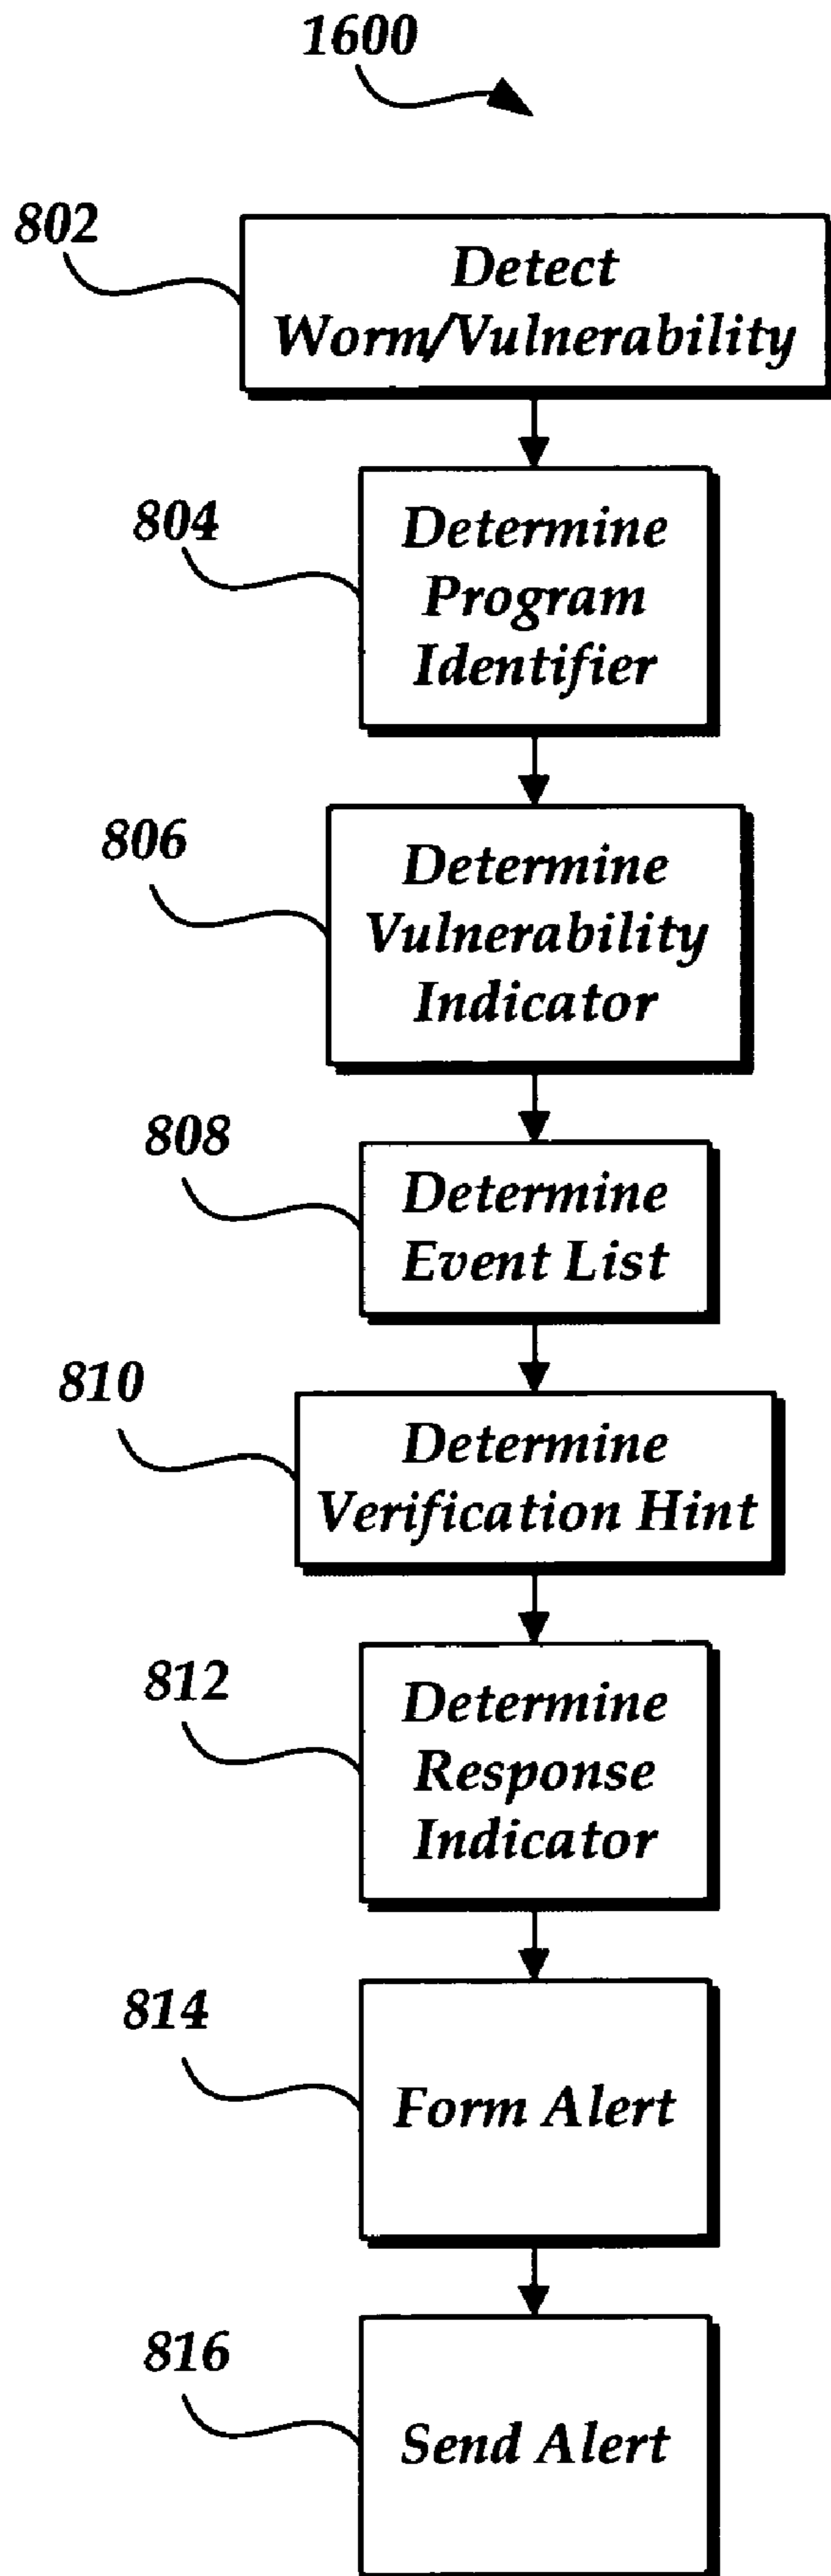 1600
802
Detect
Worm/Vulnerability
804
Determine
Program
Identifier
806
Determine
Vulnerability
Indicator
808
Determine
Event List
810
Determine
Verification Hint
812
Determine
Response
Indicator
814
Form Alert
816
Send Alert